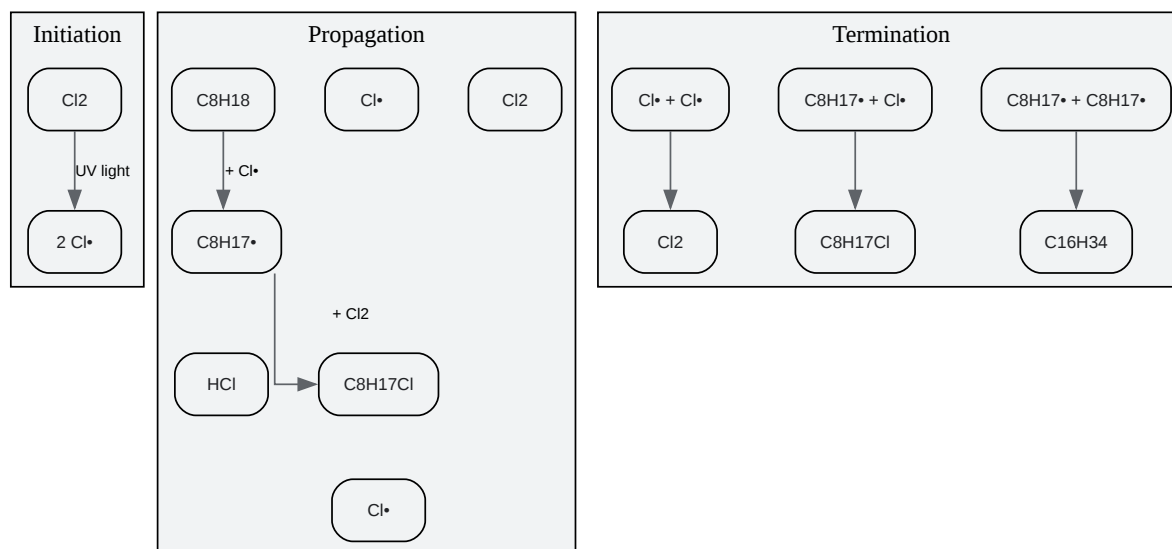 Initiation
Cl2
UV light
2 Cl•
Propagation
C8H18
Cl•
Cl2
+ Cl•
C8H17•
+ Cl2
HCl
C8H17Cl
Cl•
Termination
Cl• + Cl•
C8H17• + Cl•
C8H17• + C8H17•
Cl2
C8H17Cl
C16H34